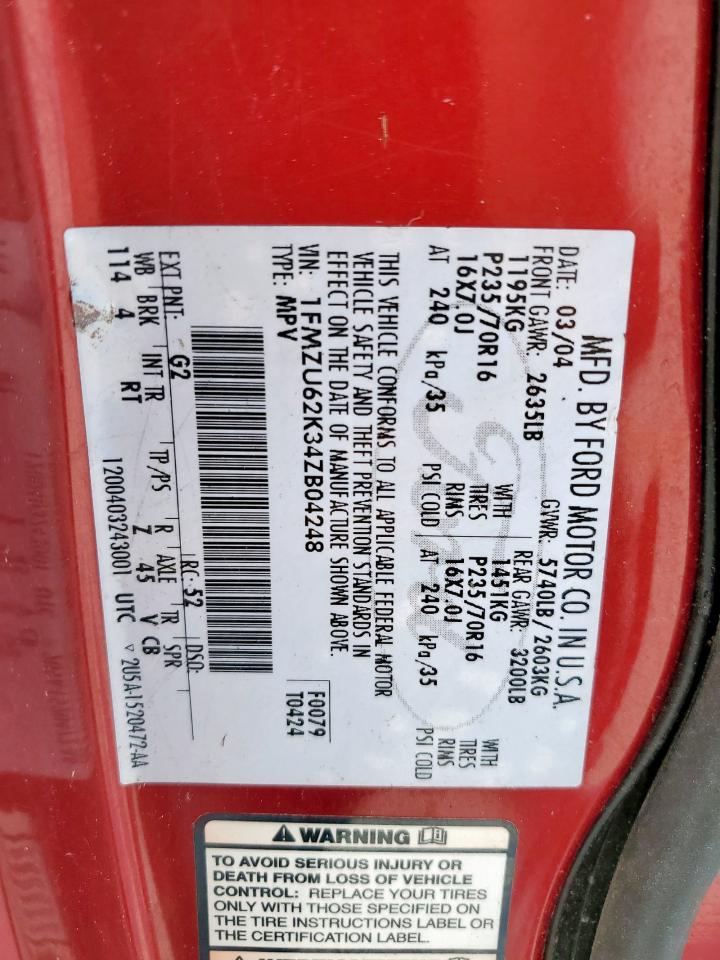 MFD. BY FORD MOTOR CO. IN U.S.A.
DATE: 03/04 GVWR: 5740LB / 2603KG
FRONT GAWR: 2635LB REAR GAWR: 3200LB
1195KG WITH 1451KG WITH
P235/70R16 TIRES P235/70R16 TIRES
16X7.0J RIMS 16X7.0J RIMS
AT 240 kPa/35 PSI COLD AT 240 kPa/35 PSI COLD
THIS VEHICLE CONFORMS TO ALL APPLICABLE FEDERAL MOTOR
VEHICLE SAFETY AND THEFT PREVENTION STANDARDS IN
EFFECT ON THE DATE OF MANUFACTURE SHOWN ABOVE.
VIN: 1FMZU62K34ZB04248 F0079
TYPE: MPV T0424
EXT PNT: G2 RC: 52 DSO:
WB BRK INT TR TP/PS R AXLE TR SPR
114 4 RT Z 45 V CB
1200403243001 UTC ▽ 2U5A-1520472-AA
⚠ WARNING
TO AVOID SERIOUS INJURY OR
DEATH FROM LOSS OF VEHICLE
CONTROL: REPLACE YOUR TIRES
ONLY WITH THOSE SPECIFIED ON
THE TIRE INSTRUCTIONS LABEL OR
THE CERTIFICATION LABEL.